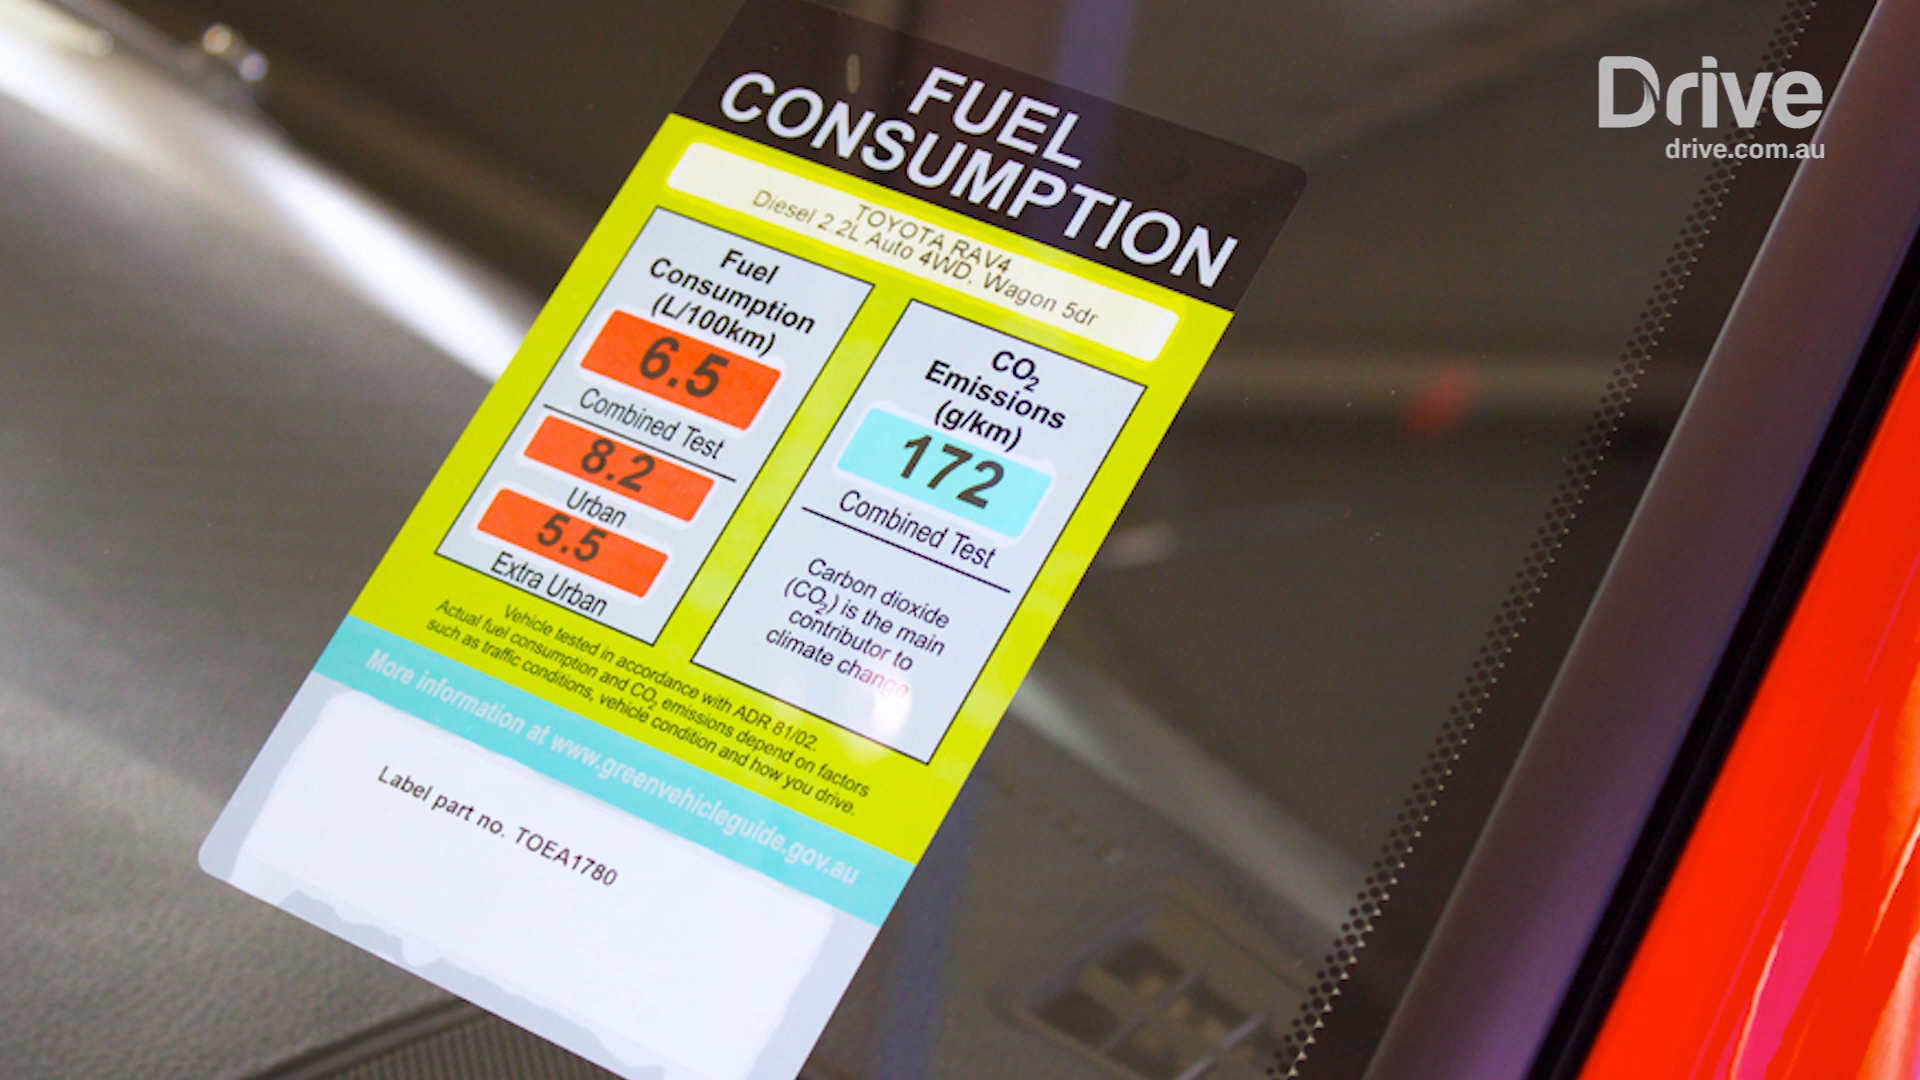 Drive
drive.com.au
FUEL
CONSUMPTION
TOYOTA RAV4
Diesel 2.2L Auto 4WD, Wagon 5dr
Fuel
Consumption
(L/100km)
6.5
Combined Test
8.2
Urban
5.5
Extra Urban
CO₂
Emissions
(g/km)
172
Combined Test
Carbon dioxide
(CO₂) is the main
contributor to
climate change
Vehicle tested in accordance with ADR 81/02.
Actual fuel consumption and CO₂ emissions depend on factors
such as traffic conditions, vehicle condition and how you drive.
More information at www.greenvehicleguide.gov.au
Label part no. TOEA1780